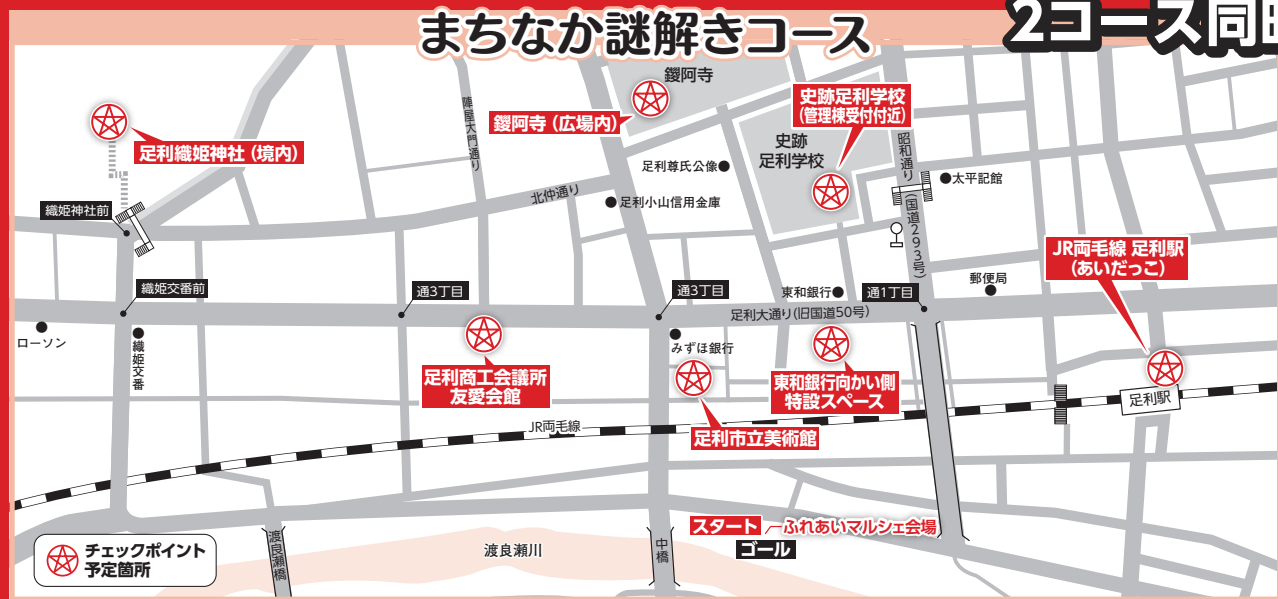 まちなか謎解きコース
2コース同
鑁阿寺
鑁阿寺（広場内）
史跡足利学校
（管理棟受付付近）
足利織姫神社（境内）
陣屋大門通り
昭和通り（国道293号）
史跡
足利学校
足利尊氏公像
太平記館
北仲通り
足利小山信用金庫
織姫神社前
JR両毛線 足利駅
（あいだっこ）
郵便局
織姫交番前
通3丁目
通3丁目
東和銀行
通1丁目
足利大通り（旧国道50号）
ローソン
織姫交番
みずほ銀行
足利商工会議所
友愛会館
東和銀行向かい側
特設スペース
足利駅
足利市立美術館
JR両毛線
スタート
ふれあいマルシェ会場
ゴール
チェックポイント
予定箇所
渡良瀬橋
渡良瀬川
中橋